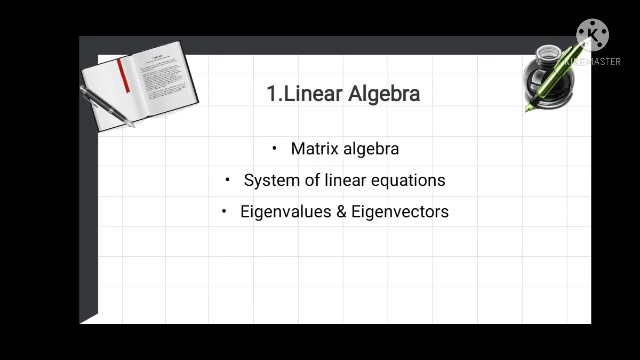 KINEMASTER
1.Linear Algebra
• Matrix algebra
• System of linear equations
• Eigenvalues & Eigenvectors